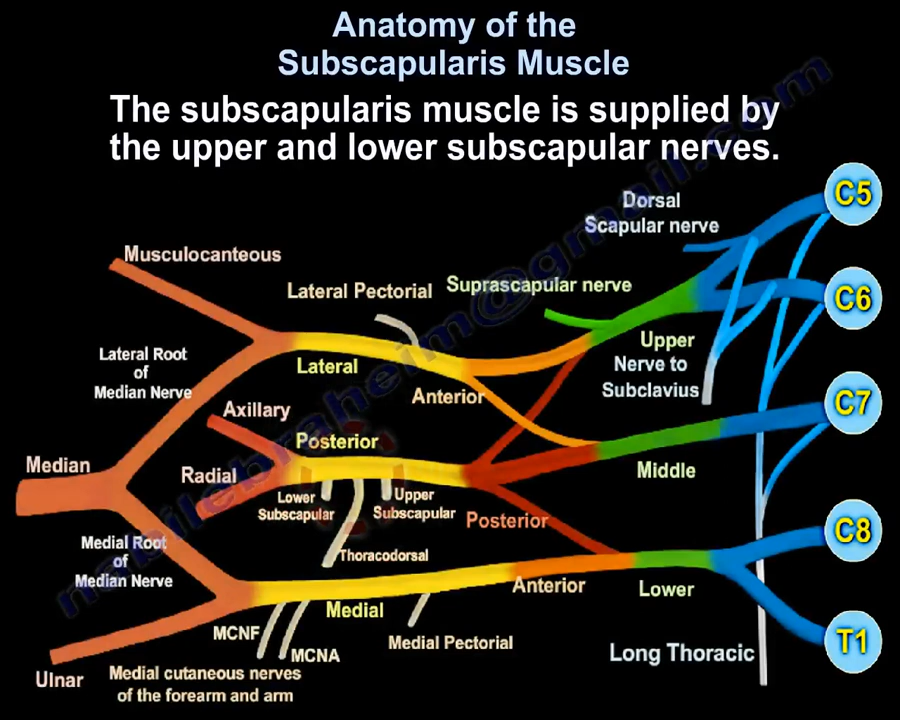 Anatomy of the
Subscapularis Muscle
The subscapularis muscle is supplied by
the upper and lower subscapular nerves.
C5
Dorsal
Scapular nerve
Musculocanteous
Lateral Pectorial
Suprascapular nerve
C6
Upper
Nerve to
Subclavius
Lateral Root
of
Median Nerve
Lateral
Anterior
C7
Axillary
Posterior
Median
Radial
Middle
Lower
Subscapular
Upper
Subscapular
Posterior
C8
Medial Root
of
Median Nerve
Thoracodorsal
Anterior
Lower
Medial
MCNF
MCNA
Medial Pectorial
Long Thoracic
T1
Ulnar
Medial cutaneous nerves
of the forearm and arm
nabilebraheim@gmail.com